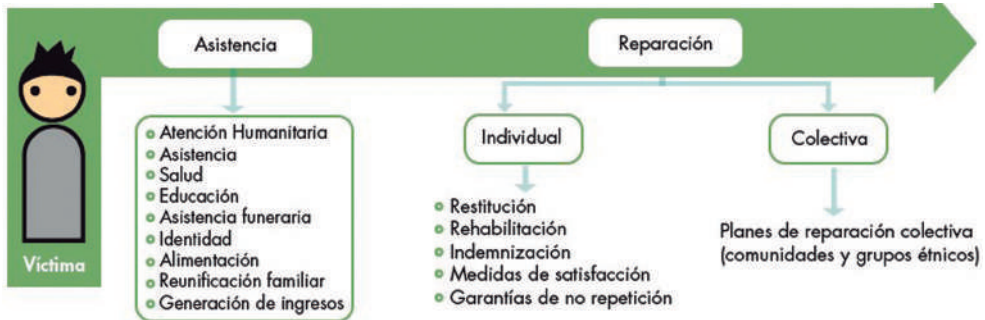 Víctima
Asistencia
Atención Humanitaria
Asistencia
Salud
Educación
Asistencia funeraria
Identidad
Alimentación
Reunificación familiar
Generación de ingresos
Reparación
Individual
Restitución
Rehabilitación
Indemnización
Medidas de satisfacción
Garantías de no repetición
Colectiva
Planes de reparación colectiva
(comunidades y grupos étnicos)